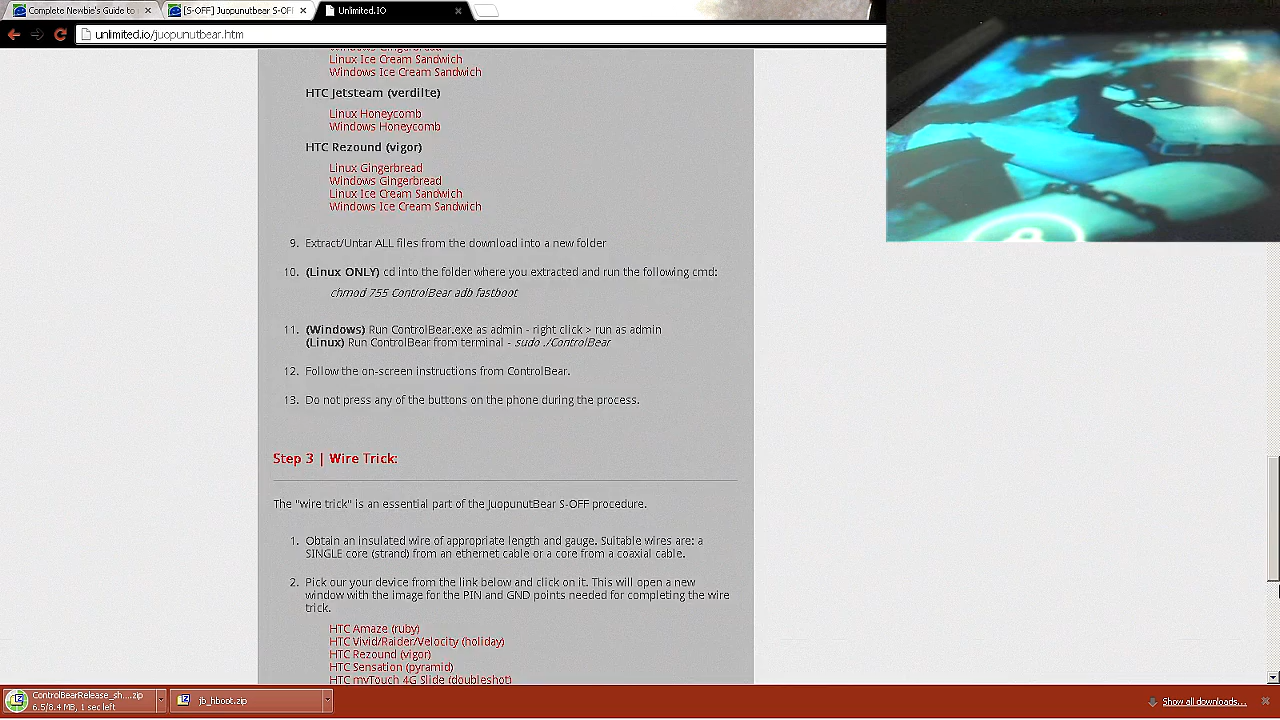 Complete Newbie's Guide to
[S-OFF] Juopunutbear S-OFF
Unlimited.IO
unlimited.io/juopunutbear.htm
Windows Gingerbread
Linux Ice Cream Sandwich
Windows Ice Cream Sandwich
HTC Jetsteam (verdilte)
Linux Honeycomb
Windows Honeycomb
HTC Rezound (vigor)
Linux Gingerbread
Windows Gingerbread
Linux Ice Cream Sandwich
Windows Ice Cream Sandwich
9. Extract/Untar ALL files from the download into a new folder
10. (Linux ONLY) cd into the folder where you extracted and run the following cmd:
chmod 755 ControlBear adb fastboot
11. (Windows) Run ControlBear.exe as admin - right click > run as admin
(Linux) Run ControlBear from terminal - sudo ./ControlBear
12. Follow the on-screen instructions from ControlBear.
13. Do not press any of the buttons on the phone during the process.
Step 3 | Wire Trick:
The "wire trick" is an essential part of the JuopunutBear S-OFF procedure.
1. Obtain an insulated wire of appropriate length and gauge. Suitable wires are: a
SINGLE core (strand) from an ethernet cable or a core from a coaxial cable.
2. Pick our your device from the link below and click on it. This will open a new
window with the image for the PIN and GND points needed for completing the wire
trick.
HTC Amaze (ruby)
HTC Vivid/Raider/Velocity (holiday)
HTC Rezound (vigor)
HTC Sensation (pyramid)
HTC myTouch 4G Slide (doubleshot)
ControlBearRelease_sh....zip
6.5/8.4 MB, 1 sec left
jb_hboot.zip
Show all downloads...